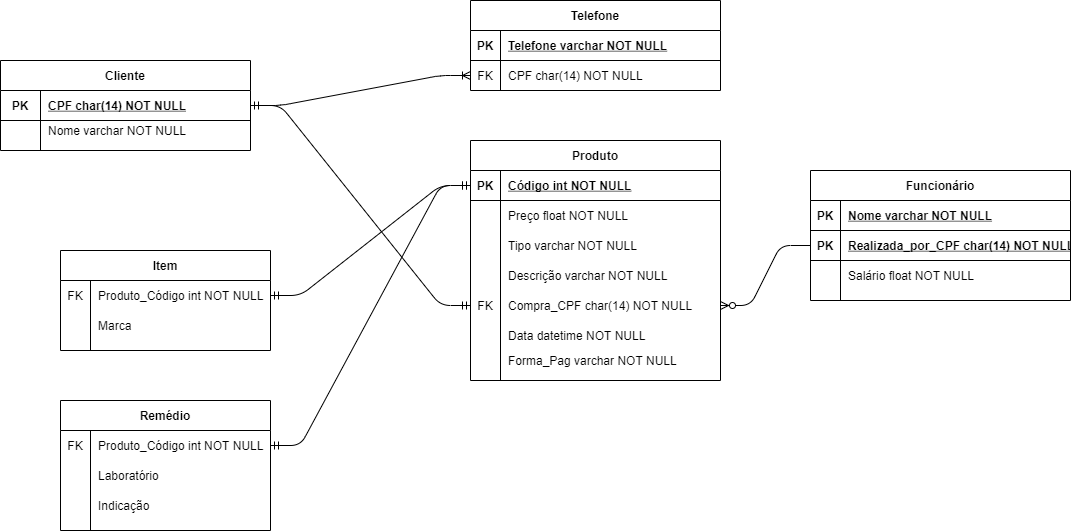 Telefone
PK Telefone varchar NOT NULL
FK CPF char(14) NOT NULL
Cliente
PK CPF char(14) NOT NULL
Nome varchar NOT NULL
Produto
PK Código int NOT NULL
Preço float NOT NULL
Tipo varchar NOT NULL
Descrição varchar NOT NULL
FK Compra_CPF char(14) NOT NULL
Data datetime NOT NULL
Forma_Pag varchar NOT NULL
Funcionário
PK Nome varchar NOT NULL
PK Realizada_por_CPF char(14) NOT NULL
Salário float NOT NULL
Item
FK Produto_Código int NOT NULL
Marca
Remédio
FK Produto_Código int NOT NULL
Laboratório
Indicação